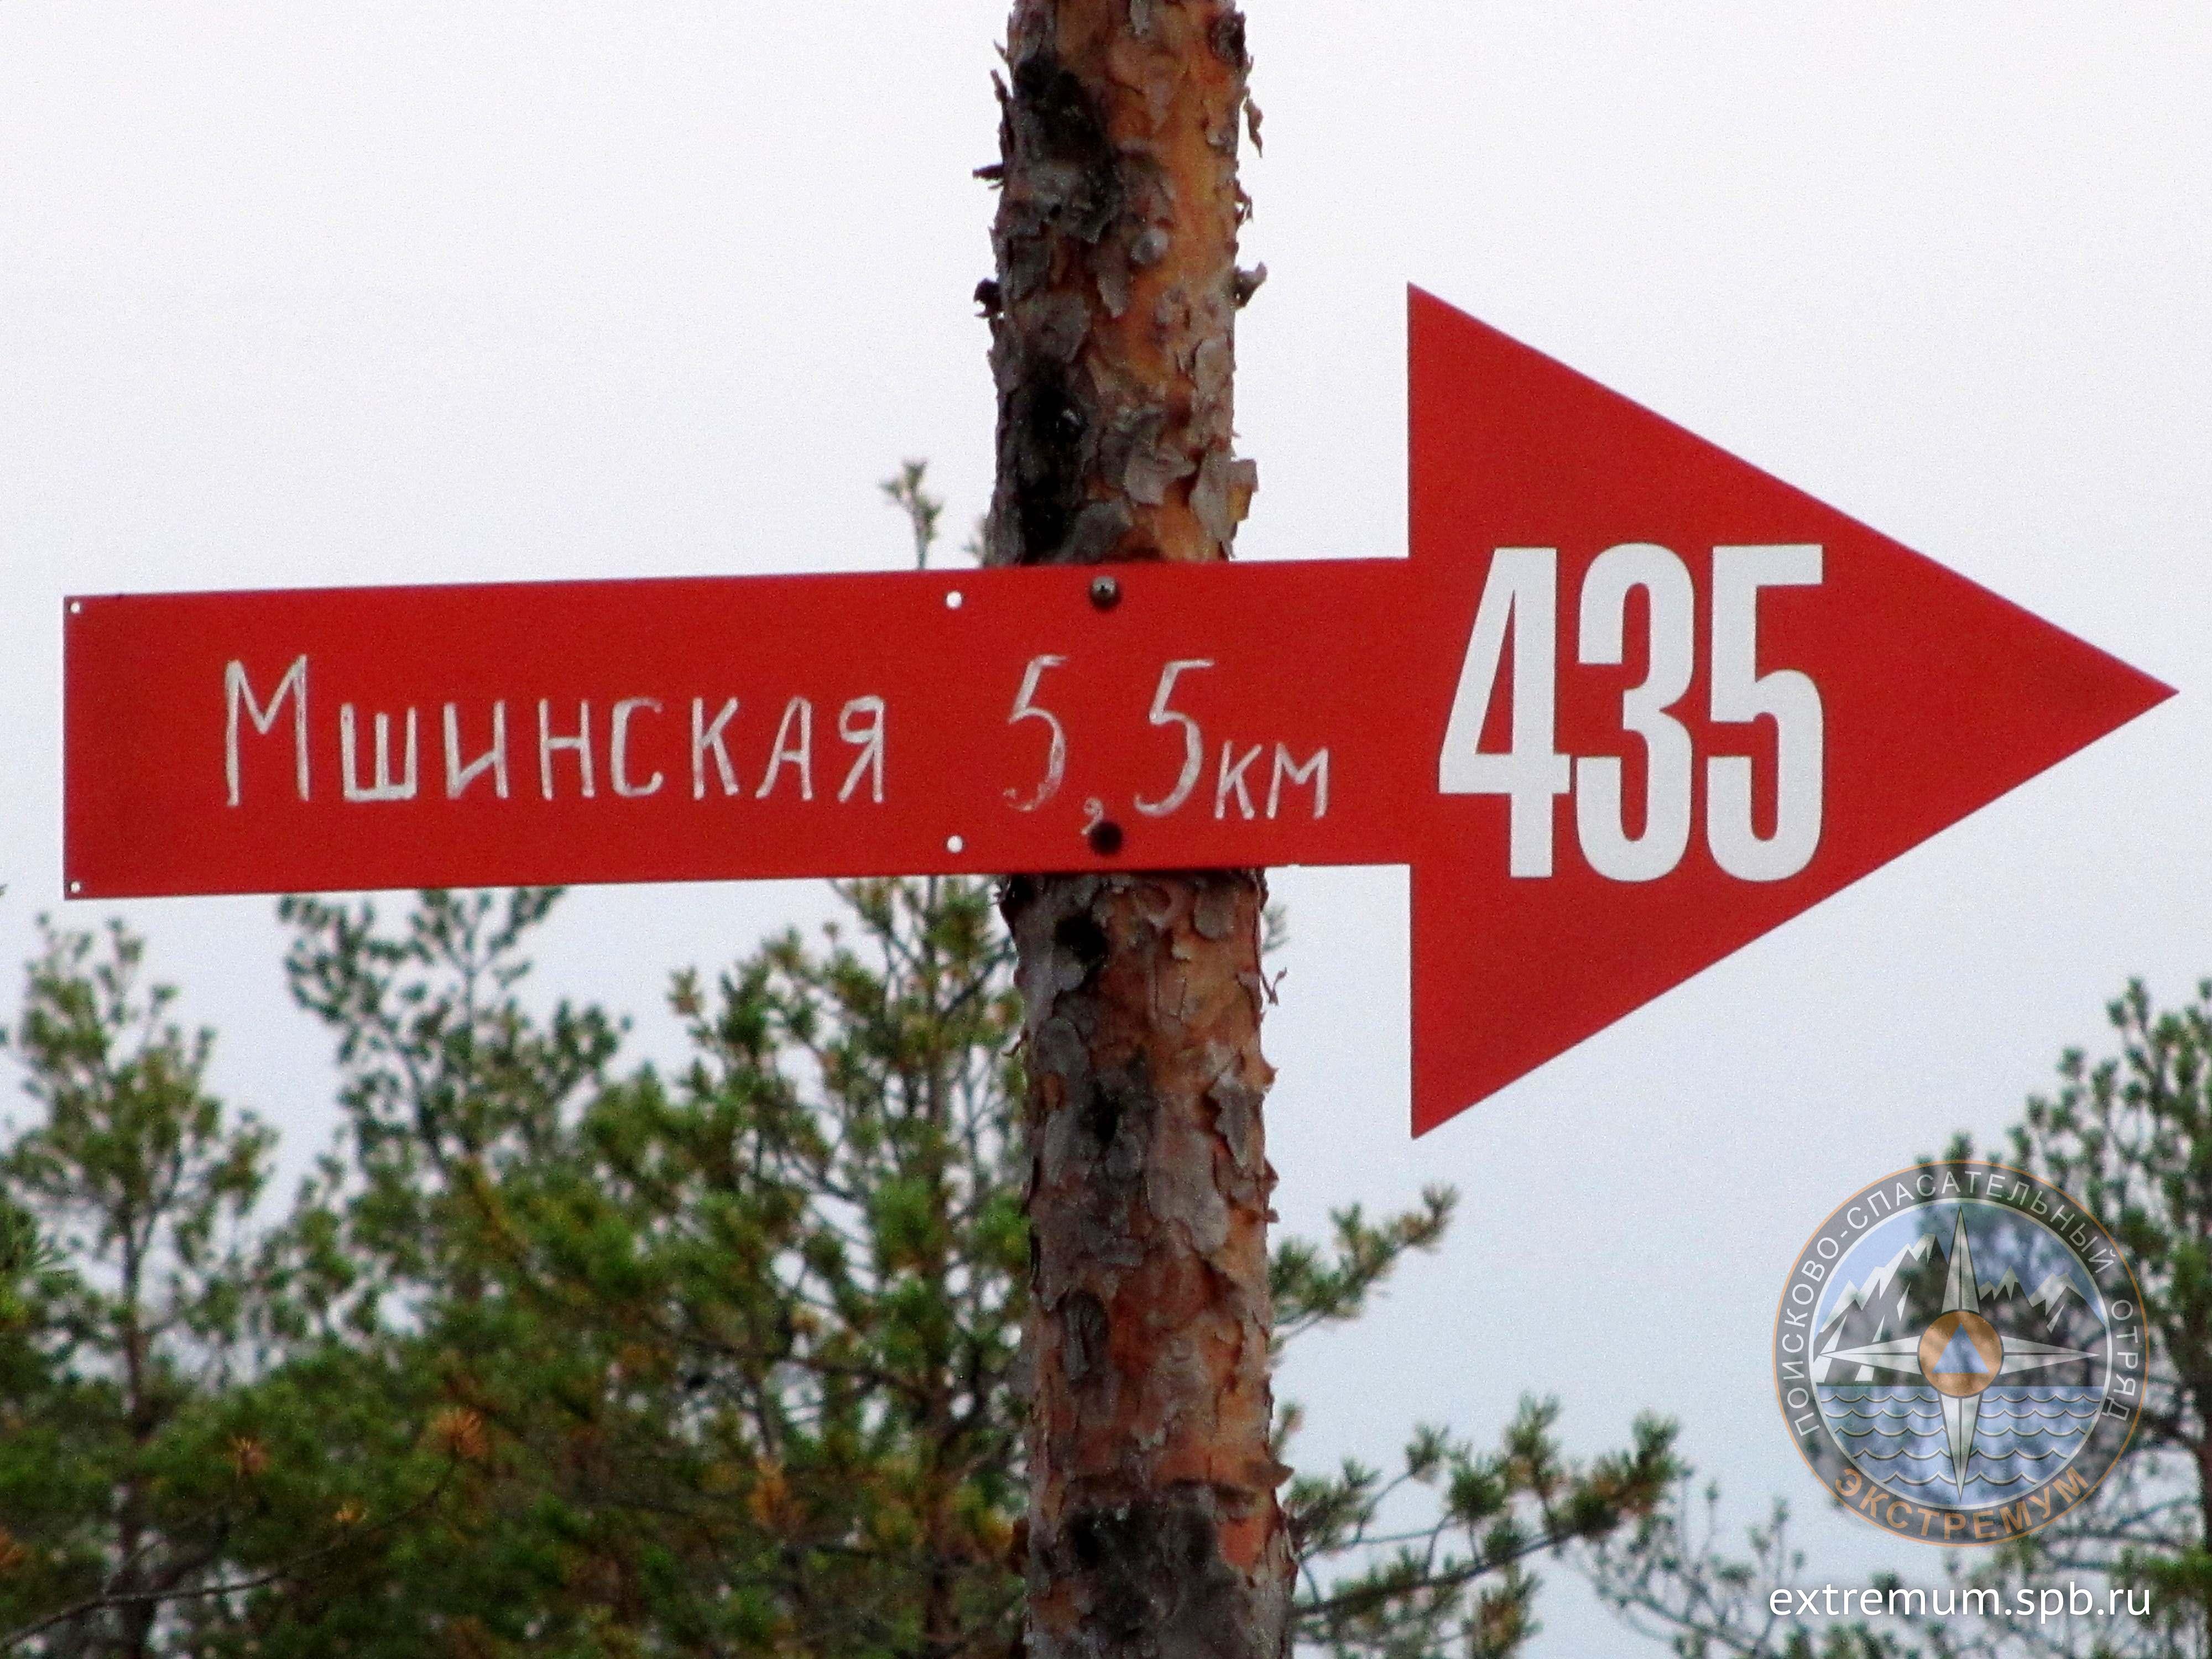 Мшинская 5,5км 435
ПОИСКОВО-СПАСАТЕЛЬНЫЙ ОТРЯД
ЭКСТРЕМУМ
extremum.spb.ru